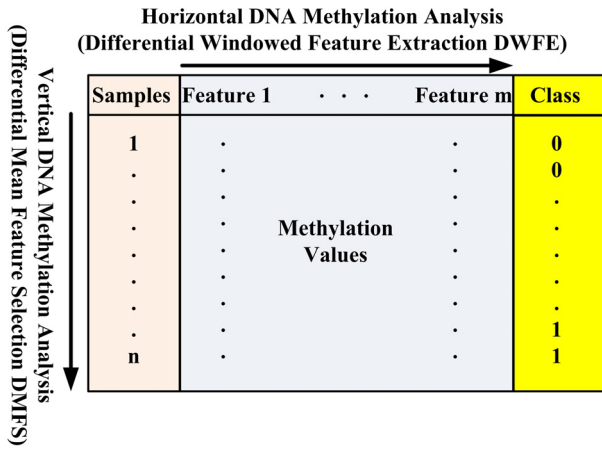 Horizontal DNA Methylation Analysis
(Differential Windowed Feature Extraction DWFE)
Vertical DNA Methylation Analysis
(Differential Mean Feature Selection DMFS)
Samples Feature 1 . . . Feature m Class
1 . . 0
. . . 0
. . . .
. . . .
Methylation
Values
. . . .
. . . .
. . . .
. . . 1
n . . 1